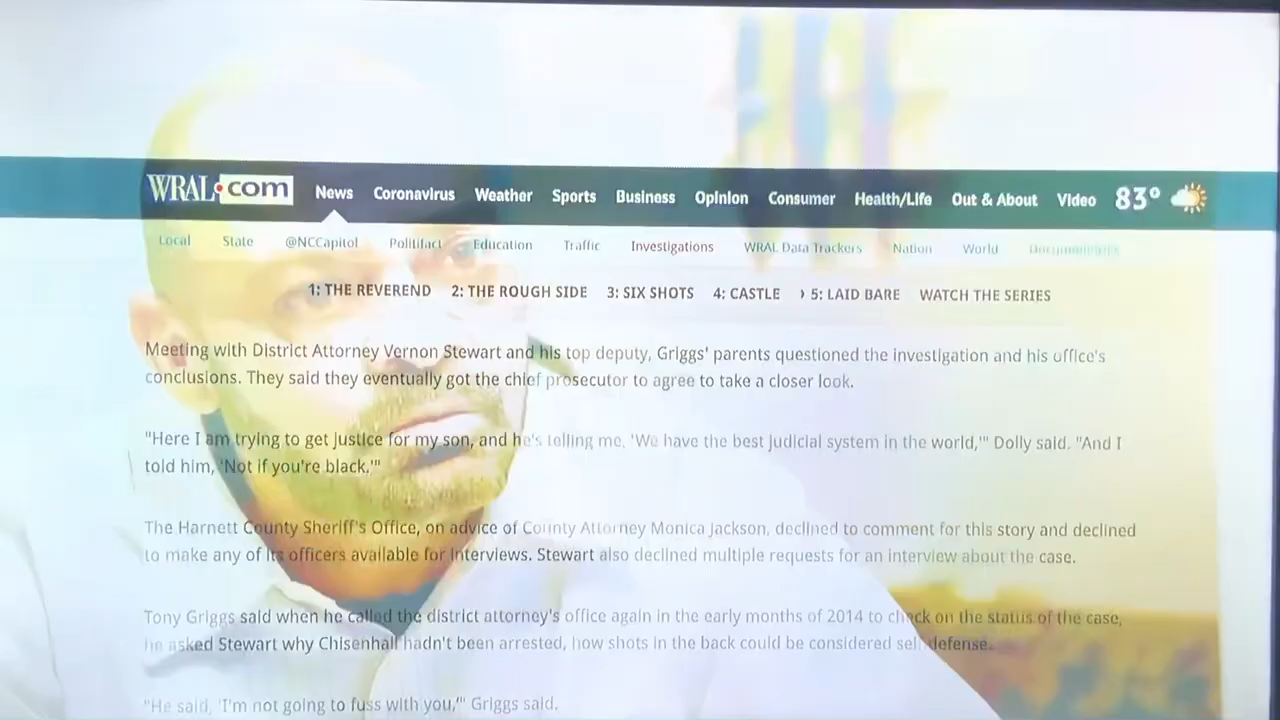 WRAL.com News Coronavirus Weather Sports Business Opinion Consumer Health/Life Out & About Video 83°
Local State @NCCapitol Politifact Education Traffic Investigations WRAL Data Trackers Nation World Documentaries
1: THE REVEREND 2: THE ROUGH SIDE 3: SIX SHOTS 4: CASTLE › 5: LAID BARE WATCH THE SERIES
Meeting with District Attorney Vernon Stewart and his top deputy, Griggs' parents questioned the investigation and his office's
conclusions. They said they eventually got the chief prosecutor to agree to take a closer look.
"Here I am trying to get justice for my son, and he's telling me, 'We have the best judicial system in the world,'" Dolly said. "And I
told him, 'Not if you're black.'"
The Harnett County Sheriff's Office, on advice of County Attorney Monica Jackson, declined to comment for this story and declined
to make any of its officers available for interviews. Stewart also declined multiple requests for an interview about the case.
Tony Griggs said when he called the district attorney's office again in the early months of 2014 to check on the status of the case,
he asked Stewart why Chisenhall hadn't been arrested, how shots in the back could be considered self defense.
"He said, 'I'm not going to fuss with you,'" Griggs said.